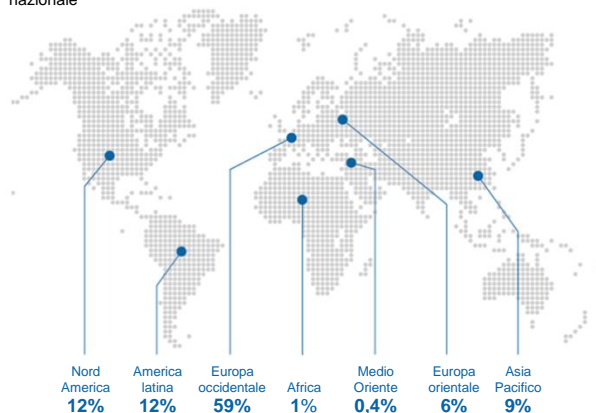 nazionale
Nord
America
12%
America
latina
12%
Europa
occidentale
59%
Africa
1%
Medio
Oriente
0,4%
Europa
orientale
6%
Asia
Pacifico
9%